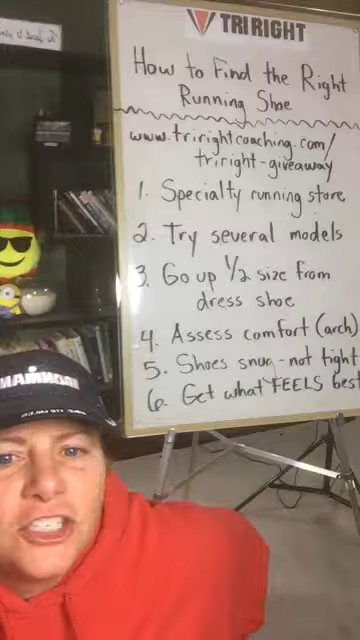 TRIRIGHT
How to Find the Right
Running Shoe
www.trirightcoaching.com/
triright-giveaway
1. Specialty running store
2. Try several models
3. Go up 1/2 size from
dress shoe
4. Assess comfort (arch)
5. Shoes snug - not tight
6. Get what FEELS best
IRONMAN